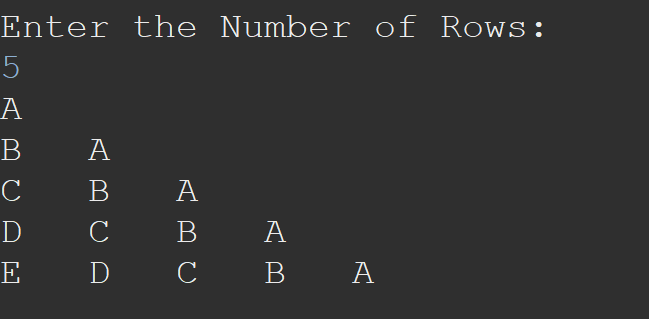 Enter the Number of Rows:
5
A
B A
C B A
D C B A
E D C B A